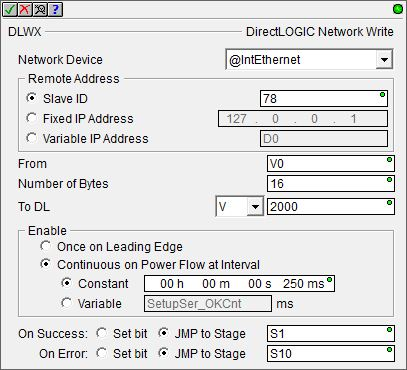 DLWX DirectLOGIC Network Write
Network Device @IntEthernet
Remote Address
Slave ID 78
Fixed IP Address 127 . 0 . 0 . 1
Variable IP Address D0
From V0
Number of Bytes 16
To DL V 2000
Enable
Once on Leading Edge
Continuous on Power Flow at Interval
Constant 00 h 00 m 00 s 250 ms
Variable SetupSer_OKCnt ms
On Success: Set bit JMP to Stage S1
On Error: Set bit JMP to Stage S10